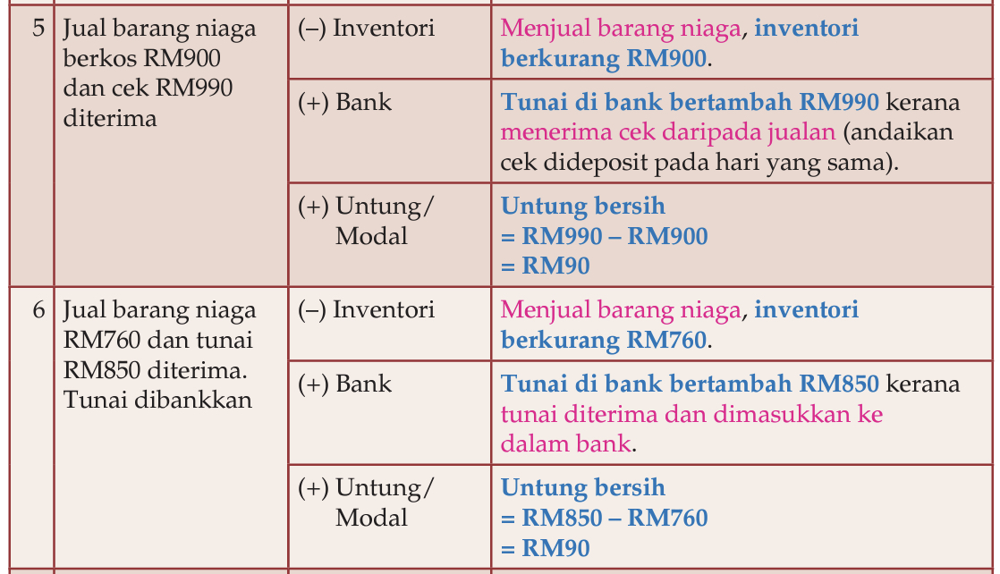 5
Jual barang niaga
berkos RM900
dan cek RM990
diterima
(–) Inventori
Menjual barang niaga, inventori
berkurang RM900.
(+) Bank
Tunai di bank bertambah RM990 kerana
menerima cek daripada jualan (andaikan
cek dideposit pada hari yang sama).
(+) Untung/
Modal
Untung bersih
= RM990 – RM900
= RM90
6
Jual barang niaga
RM760 dan tunai
RM850 diterima.
Tunai dibankkan
(–) Inventori
Menjual barang niaga, inventori
berkurang RM760.
(+) Bank
Tunai di bank bertambah RM850 kerana
tunai diterima dan dimasukkan ke
dalam bank.
(+) Untung/
Modal
Untung bersih
= RM850 – RM760
= RM90